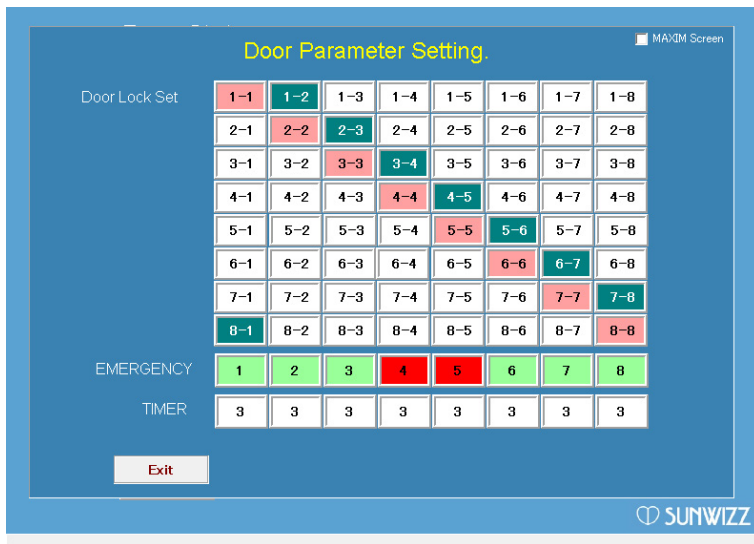 Door Parameter Setting.
MAXIM Screen
Door Lock Set 1-1 1-2 1-3 1-4 1-5 1-6 1-7 1-8
2-1 2-2 2-3 2-4 2-5 2-6 2-7 2-8
3-1 3-2 3-3 3-4 3-5 3-6 3-7 3-8
4-1 4-2 4-3 4-4 4-5 4-6 4-7 4-8
5-1 5-2 5-3 5-4 5-5 5-6 5-7 5-8
6-1 6-2 6-3 6-4 6-5 6-6 6-7 6-8
7-1 7-2 7-3 7-4 7-5 7-6 7-7 7-8
8-1 8-2 8-3 8-4 8-5 8-6 8-7 8-8
EMERGENCY 1 2 3 4 5 6 7 8
TIMER 3 3 3 3 3 3 3 3
Exit
SUNWIZZ